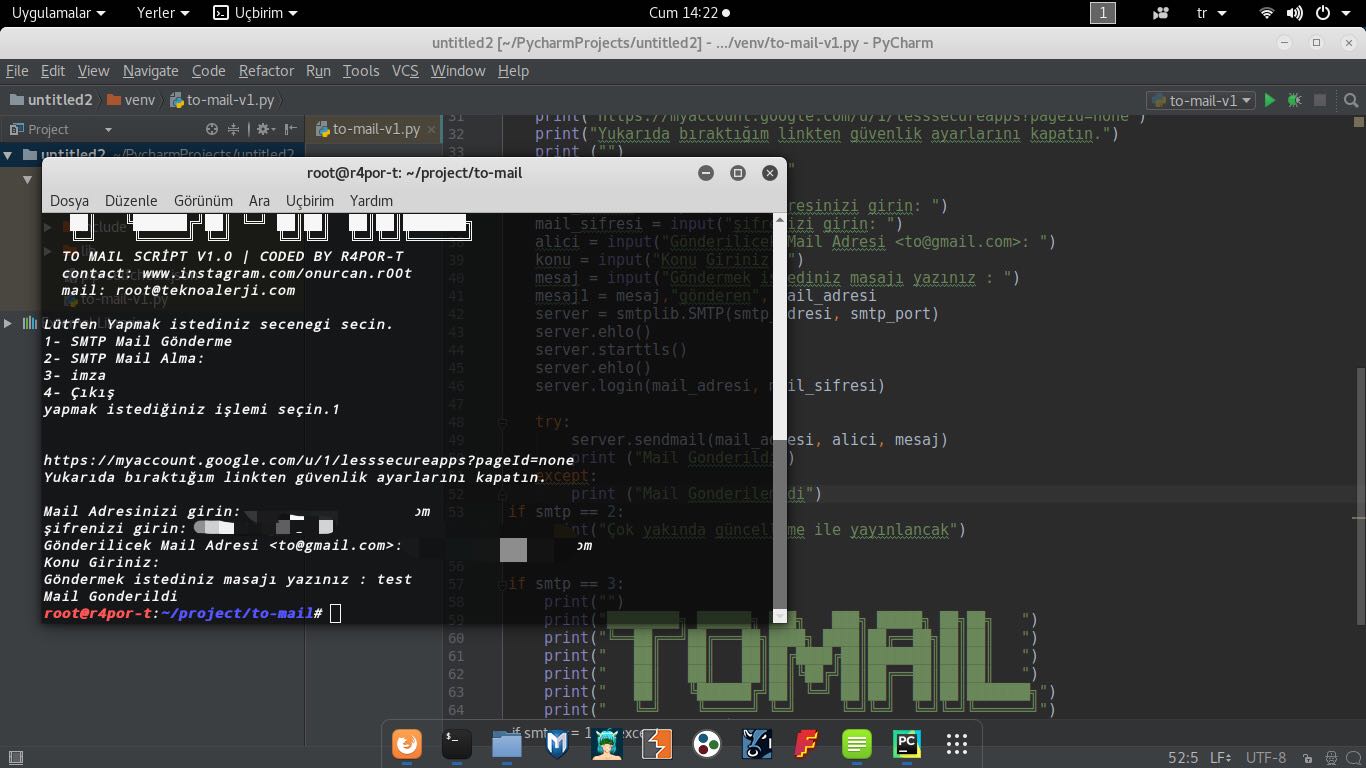 Uygulamalar Yerler Uçbirim Cum 14:22 1 tr
untitled2 [~/PycharmProjects/untitled2] - .../venv/to-mail-v1.py - PyCharm
File Edit View Navigate Code Refactor Run Tools VCS Window Help
untitled2 venv to-mail-v1.py to-mail-v1
Project to-mail-v1.py
untitled2 ~/PycharmProjects/untitled2
31 print("https://myaccount.google.com/u/1/lesssecureapps?pageId=none")
32 print("Yukarıda bıraktığım linkten güvenlik ayarlarını kapatın.")
33 print ("")
root@r4por-t: ~/project/to-mail
Dosya Düzenle Görünüm Ara Uçbirim Yardım
TO MAIL SCRİPT V1.0 | CODED BY R4POR-T
Contact: www.instagram.com/onurcan.r00t
mail: root@teknoalerji.com
Lütfen Yapmak istediniz secenegi secin.
1- SMTP Mail Gönderme
2- SMTP Mail Alma:
3- imza
4- Çıkış
yapmak istediğiniz işlemi seçin.1
https://myaccount.google.com/u/1/lesssecureapps?pageId=none
Yukarıda bıraktığım linkten güvenlik ayarlarını kapatın.
Mail Adresinizi girin: om
şifrenizi girin:
Gönderilicek Mail Adresi <to@gmail.com>: om
Konu Giriniz:
Göndermek istediniz mesajı yazınız : test
Mail Gonderildi
root@r4por-t:~/project/to-mail#
resinizi girin: ")
mail_sifresi = input("şifrenizi girin: ")
alici = input("Gönderilicek Mail Adresi <to@gmail.com>: ")
konu = input("Konu Giriniz: ")
40 mesaj = input("Göndermek istediniz mesajı yazınız : ")
41 mesaj1 = mesaj,"gönderen", mail_adresi
42 server = smtplib.SMTP(smtp_adresi, smtp_port)
43 server.ehlo()
44 server.starttls()
45 server.ehlo()
46 server.login(mail_adresi, mail_sifresi)
47
48 try:
49 server.sendmail(mail_adresi, alici, mesaj)
print ("Mail Gonderildi")
except:
52 print ("Mail Gonderilemedi")
53 if smtp == 2:
print("Çok yakında güncelleme ile yayınlancak")
56
57 if smtp == 3:
58 print("")
59 print(" ")
60 print(" ")
61 print(" ")
62 print(" ")
63 print(" ")
64 print(" ")
TOMAIL
52:5 LF UTF-8